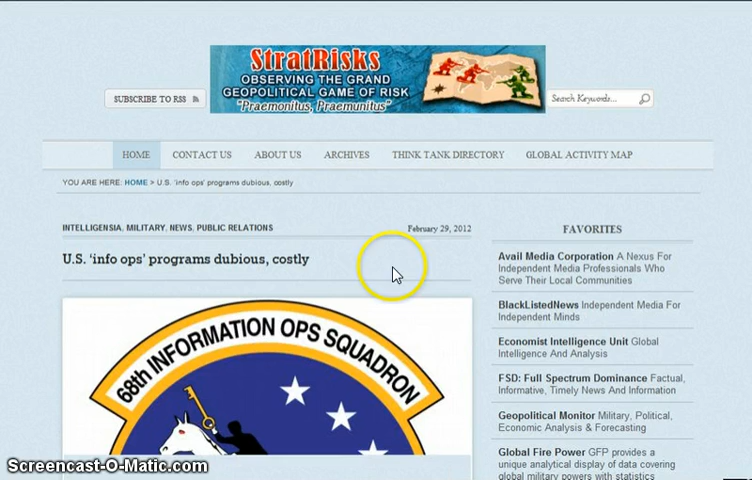 StratRisks
OBSERVING THE GRAND
GEOPOLITICAL GAME OF RISK
"Praemonitus, Praemunitus"
SUBSCRIBE TO RSS
Search Keywords...
HOME
CONTACT US
ABOUT US
ARCHIVES
THINK TANK DIRECTORY
GLOBAL ACTIVITY MAP
YOU ARE HERE: HOME > U.S. 'info ops' programs dubious, costly
INTELLIGENSIA, MILITARY, NEWS, PUBLIC RELATIONS
February 29, 2012
U.S. ‘info ops’ programs dubious, costly
68th INFORMATION OPS SQUADRON
FAVORITES
Avail Media Corporation A Nexus For
Independent Media Professionals Who
Serve Their Local Communities
BlackListedNews Independent Media For
Independent Minds
Economist Intelligence Unit Global
Intelligence And Analysis
FSD: Full Spectrum Dominance Factual,
Informative, Timely News And Information
Geopolitical Monitor Military, Political,
Economic Analysis & Forecasting
Global Fire Power GFP provides a
unique analytical display of data covering
global military powers with statistics
Screencast-O-Matic.com